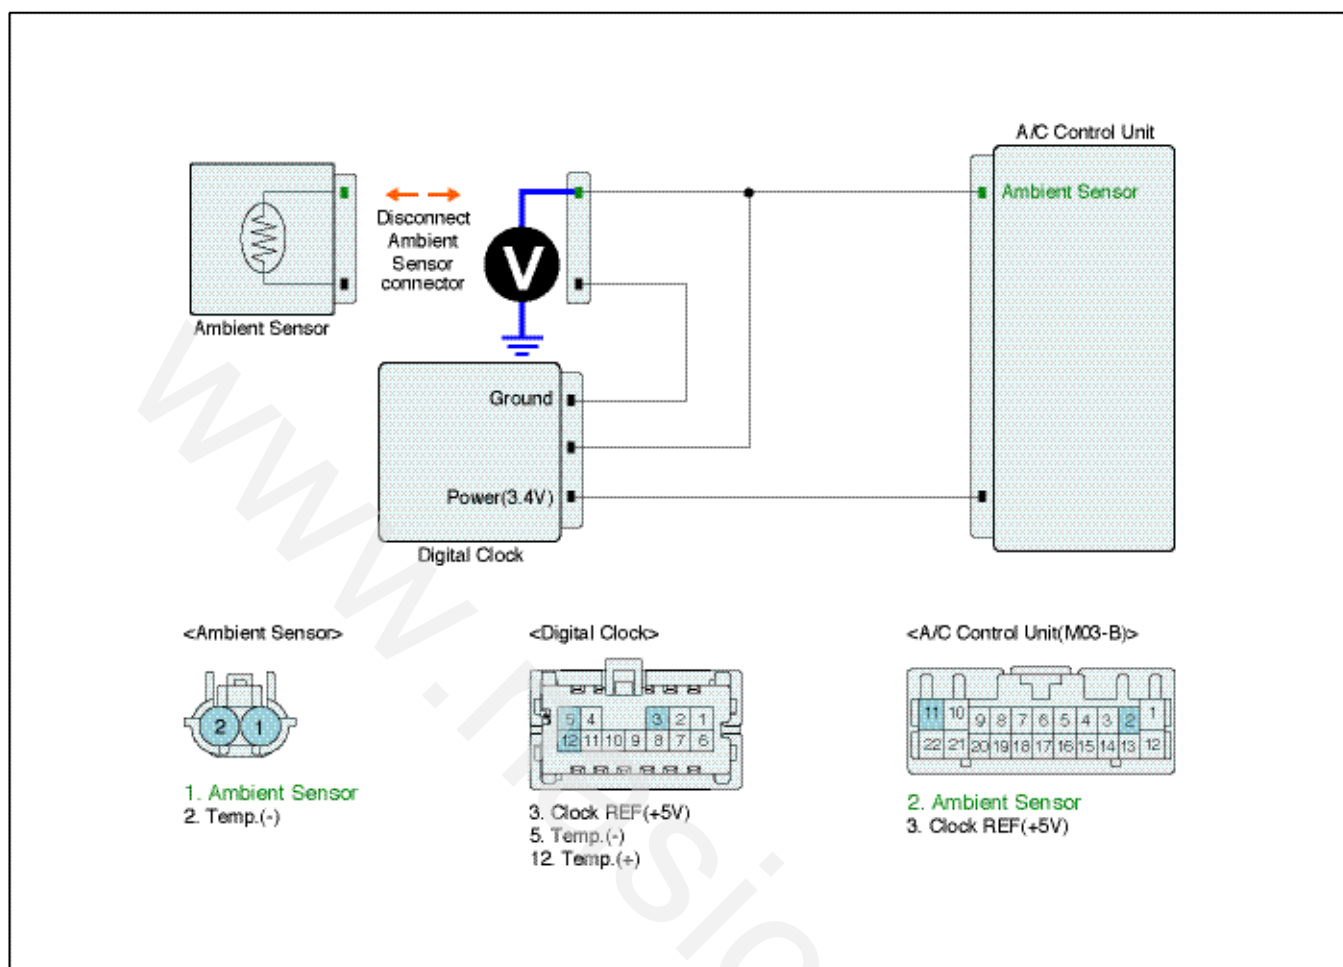 A/C Control Unit
Ambient Sensor
Disconnect
Ambient
Sensor
connector
V
Ambient Sensor
Ground
Power(3.4V)
Digital Clock
<Ambient Sensor>
<Digital Clock>
<A/C Control Unit(M03-B)>
2 1
5 4 3 2 1
12 11 10 9 8 7 6
11 10 9 8 7 6 5 4 3 2 1
22 21 20 19 18 17 16 15 14 13 12
1. Ambient Sensor
2. Temp.(-)
3. Clock REF(+5V)
5. Temp.(-)
12. Temp.(+)
2. Ambient Sensor
3. Clock REF(+5V)